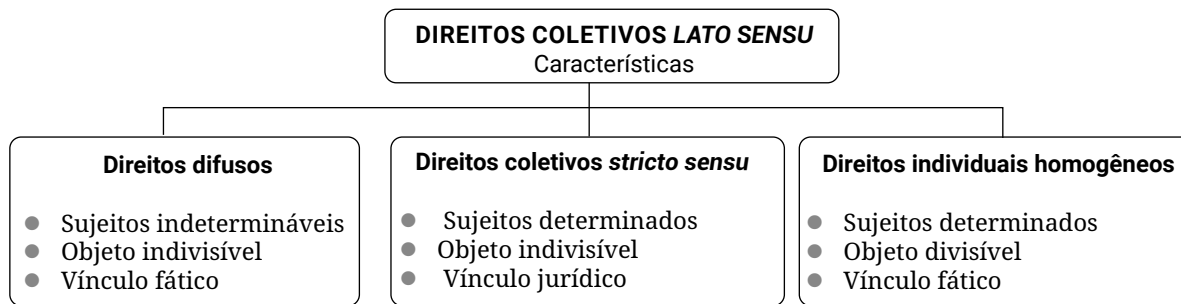 DIREITOS COLETIVOS LATO SENSU
Características
Direitos difusos
● Sujeitos indetermináveis
● Objeto indivisível
● Vínculo fático
Direitos coletivos stricto sensu
● Sujeitos determinados
● Objeto indivisível
● Vínculo jurídico
Direitos individuais homogêneos
● Sujeitos determinados
● Objeto divisível
● Vínculo fático